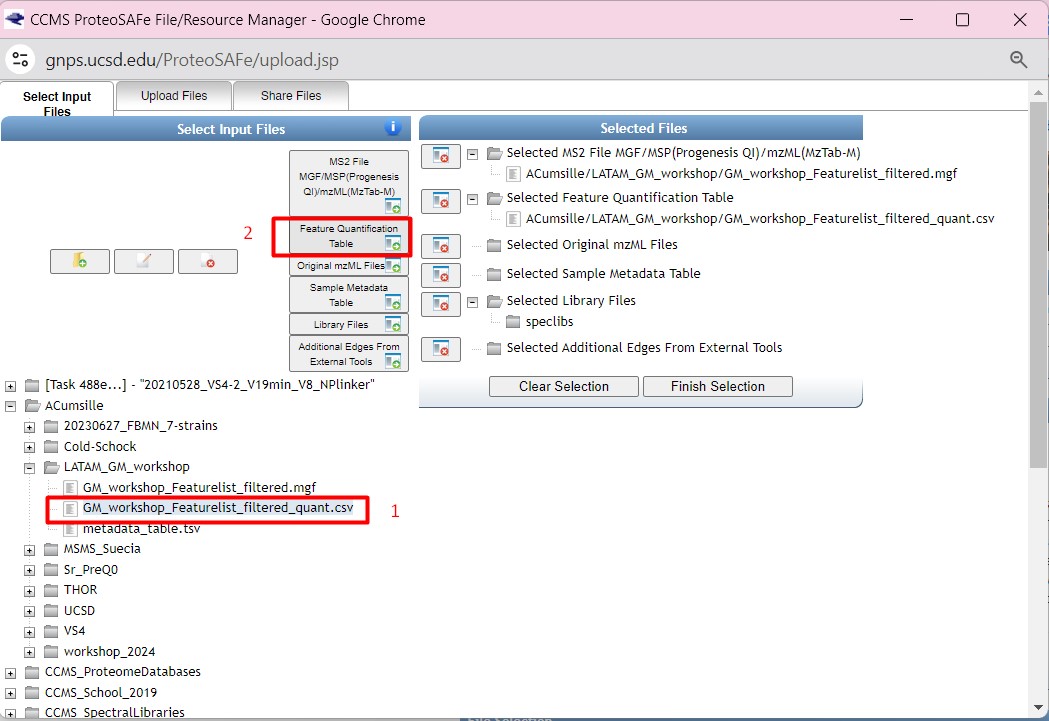 CCMS ProteoSAFe File/Resource Manager - Google Chrome
gnps.ucsd.edu/ProteoSAFe/upload.jsp
Select Input
Files
Upload Files
Share Files
Select Input Files
i
MS2 File
MGF/MSP(Progenesis
QI)/mzML(MzTab-M)
2
Feature Quantification
Table
Original mzML Files
Sample Metadata
Table
Library Files
Additional Edges From
External Tools
[Task 488e...] - "20210528_VS4-2_V19min_V8_NPlinker"
ACumsille
20230627_FBMN_7-strains
Cold-Schock
LATAM_GM_workshop
GM_workshop_Featurelist_filtered.mgf
GM_workshop_Featurelist_filtered_quant.csv
1
metadata_table.tsv
MSMS_Suecia
Sr_PreQ0
THOR
UCSD
VS4
workshop_2024
CCMS_ProteomeDatabases
CCMS_School_2019
CCMS_SpectralLibraries
Selected Files
Selected MS2 File MGF/MSP(Progenesis QI)/mzML(MzTab-M)
ACumsille/LATAM_GM_workshop/GM_workshop_Featurelist_filtered.mgf
Selected Feature Quantification Table
ACumsille/LATAM_GM_workshop/GM_workshop_Featurelist_filtered_quant.csv
Selected Original mzML Files
Selected Sample Metadata Table
Selected Library Files
speclibs
Selected Additional Edges From External Tools
Clear Selection
Finish Selection
File Selection